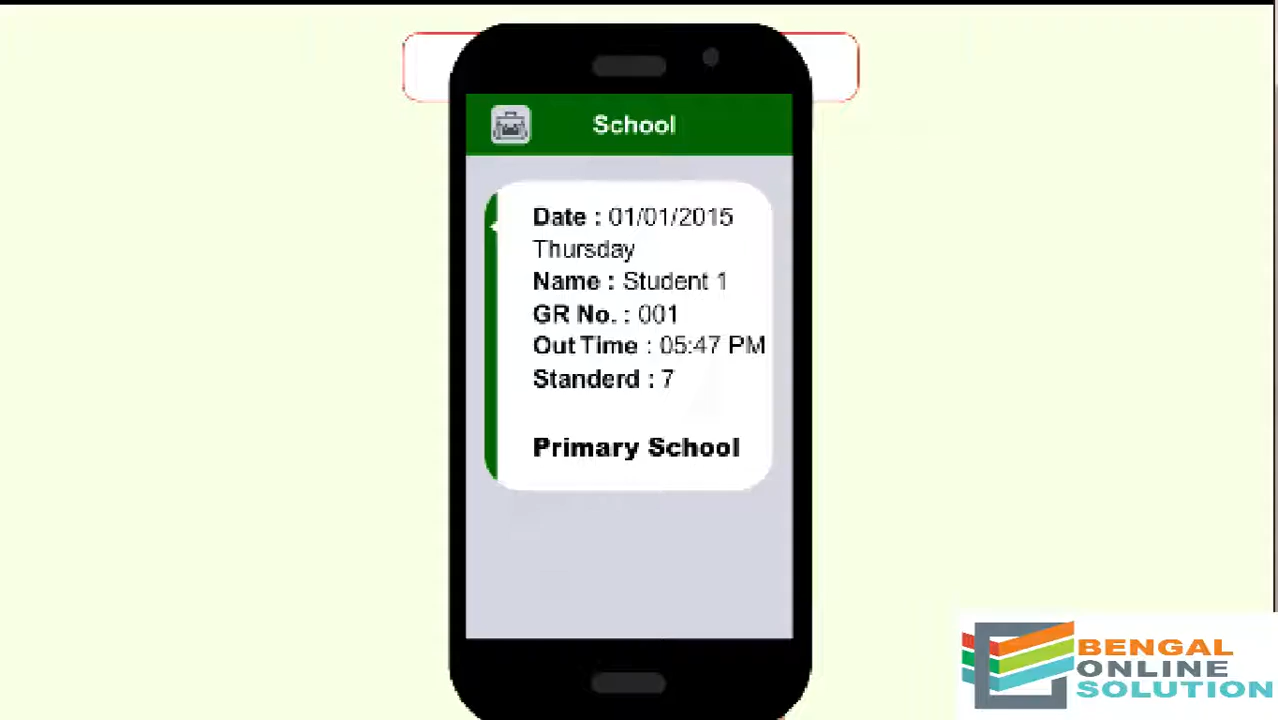 School
Date : 01/01/2015
Thursday
Name : Student 1
GR No. : 001
Out Time : 05:47 PM
Standerd : 7
Primary School
BENGAL
ONLINE
SOLUTION